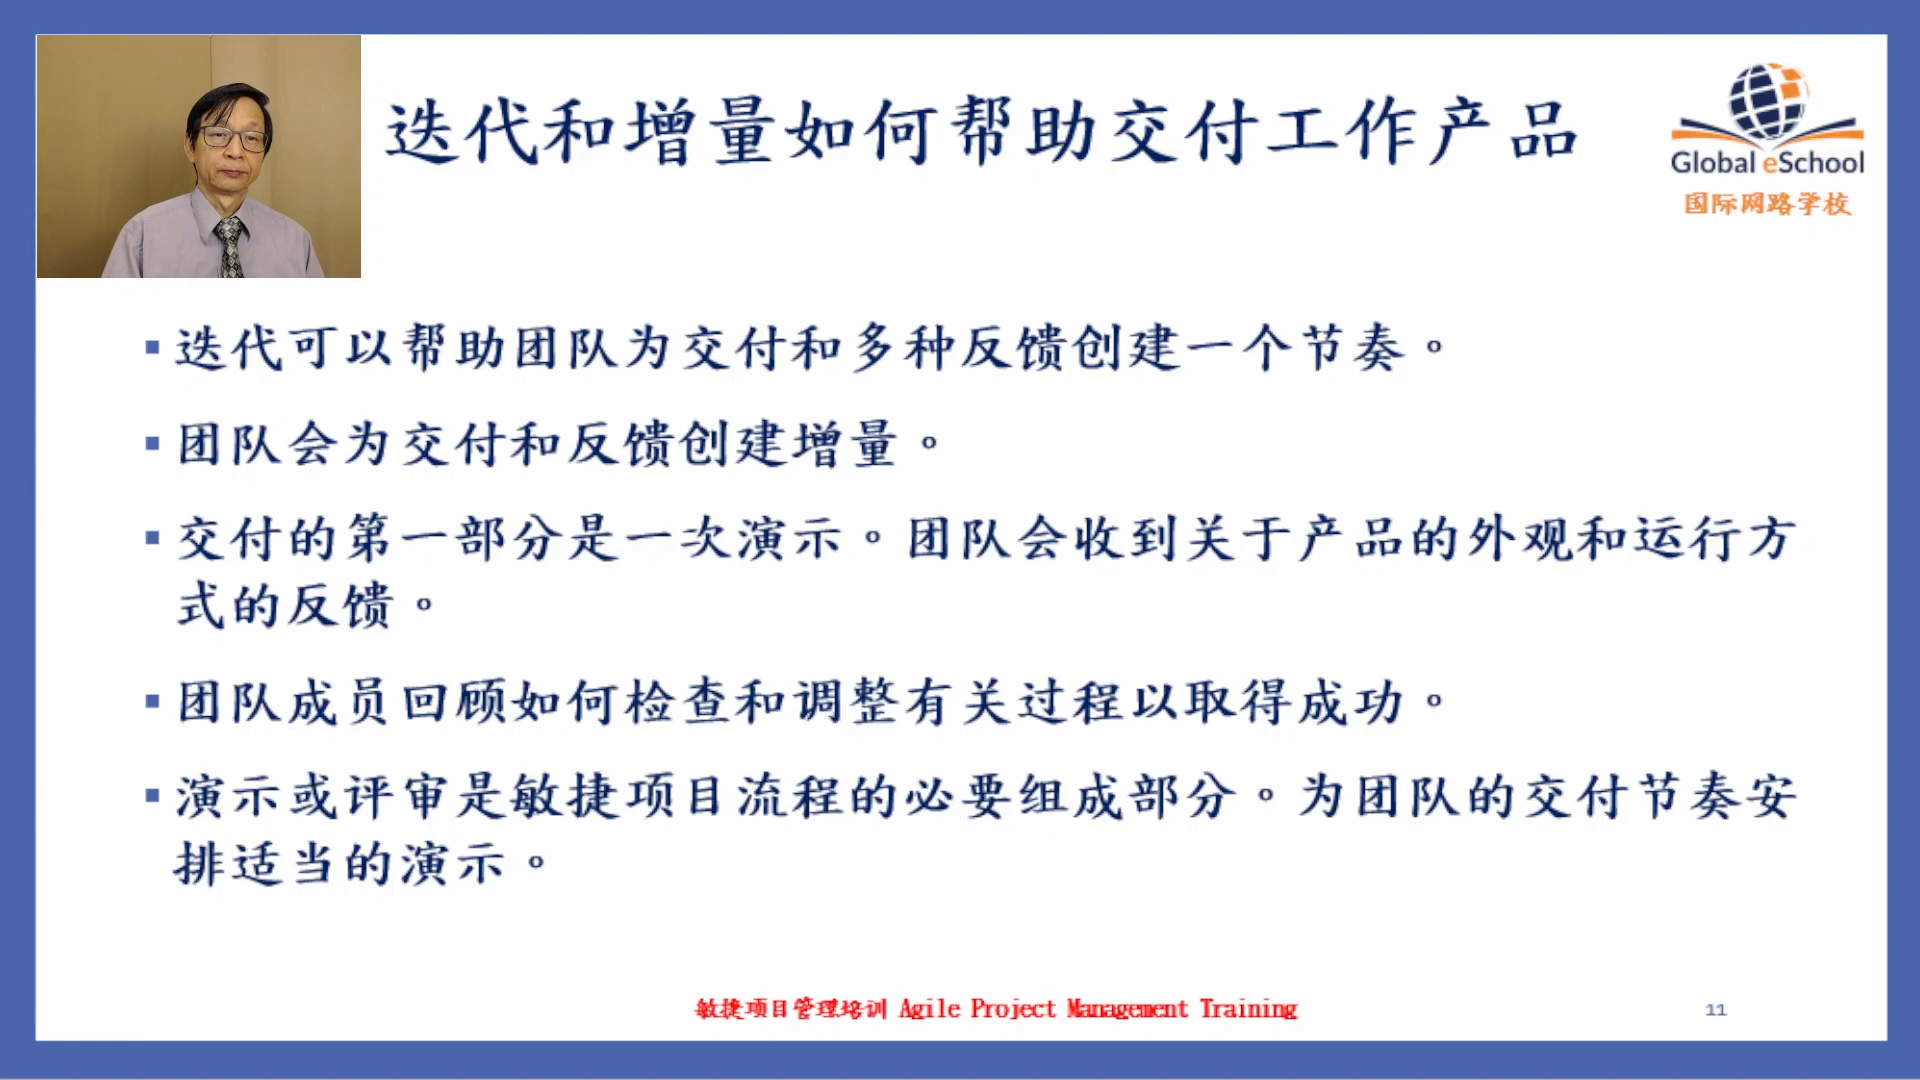 迭代和增量如何帮助交付工作产品
Global eSchool
国际网路学校
▪ 迭代可以帮助团队为交付和多种反馈创建一个节奏。
▪ 团队会为交付和反馈创建增量。
▪ 交付的第一部分是一次演示。团队会收到关于产品的外观和运行方
式的反馈。
▪ 团队成员回顾如何检查和调整有关过程以取得成功。
▪ 演示或评审是敏捷项目流程的必要组成部分。为团队的交付节奏安
排适当的演示。
敏捷项目管理培训 Agile Project Management Training
11